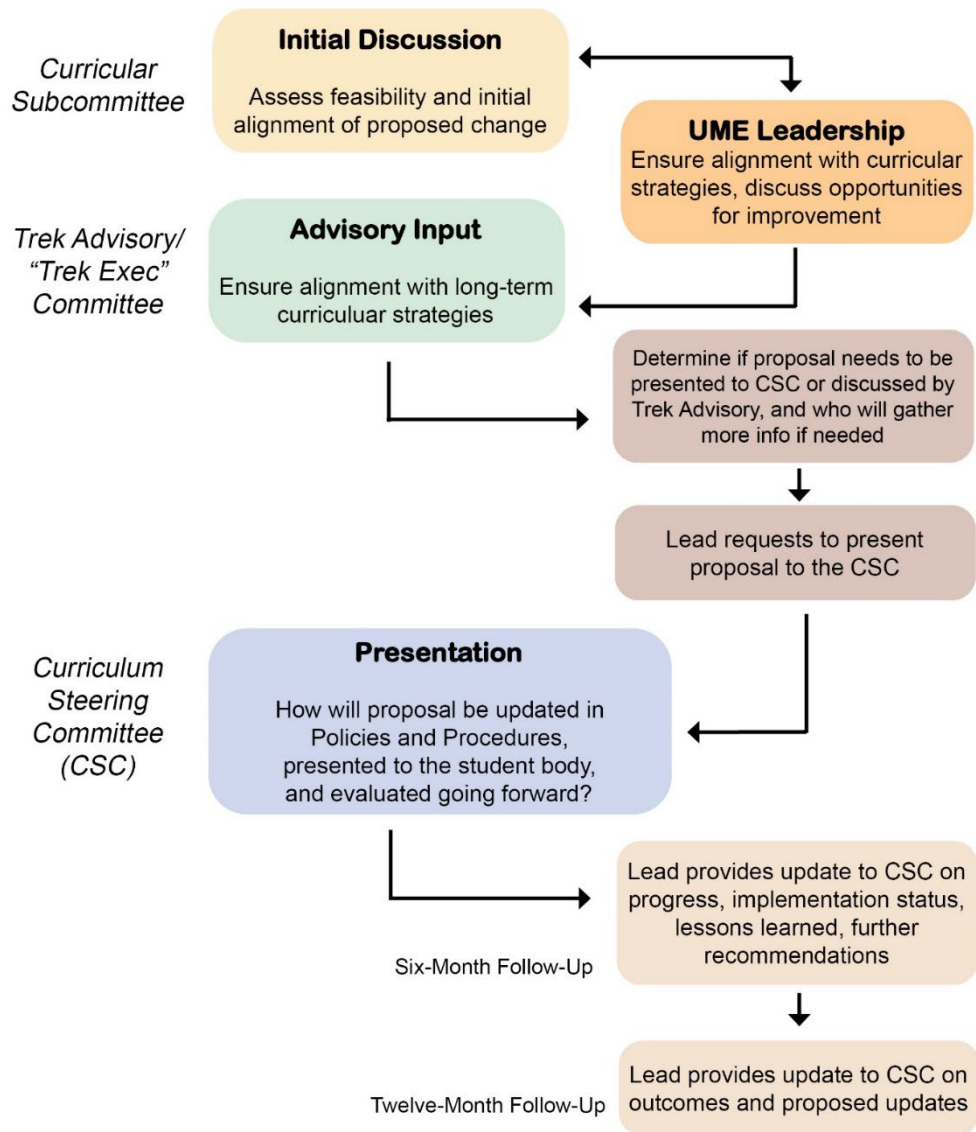 Curricular
Subcommittee
Initial Discussion
Assess feasibility and initial
alignment of proposed change
UME Leadership
Ensure alignment with curricular
strategies, discuss opportunities
for improvement
Trek Advisory/
“Trek Exec”
Committee
Advisory Input
Ensure alignment with long-term
curriculuar strategies
Determine if proposal needs to be
presented to CSC or discussed by
Trek Advisory, and who will gather
more info if needed
Lead requests to present
proposal to the CSC
Curriculum
Steering
Committee
(CSC)
Presentation
How will proposal be updated in
Policies and Procedures,
presented to the student body,
and evaluated going forward?
Six-Month Follow-Up
Lead provides update to CSC on
progress, implementation status,
lessons learned, further
recommendations
Twelve-Month Follow-Up
Lead provides update to CSC on
outcomes and proposed updates